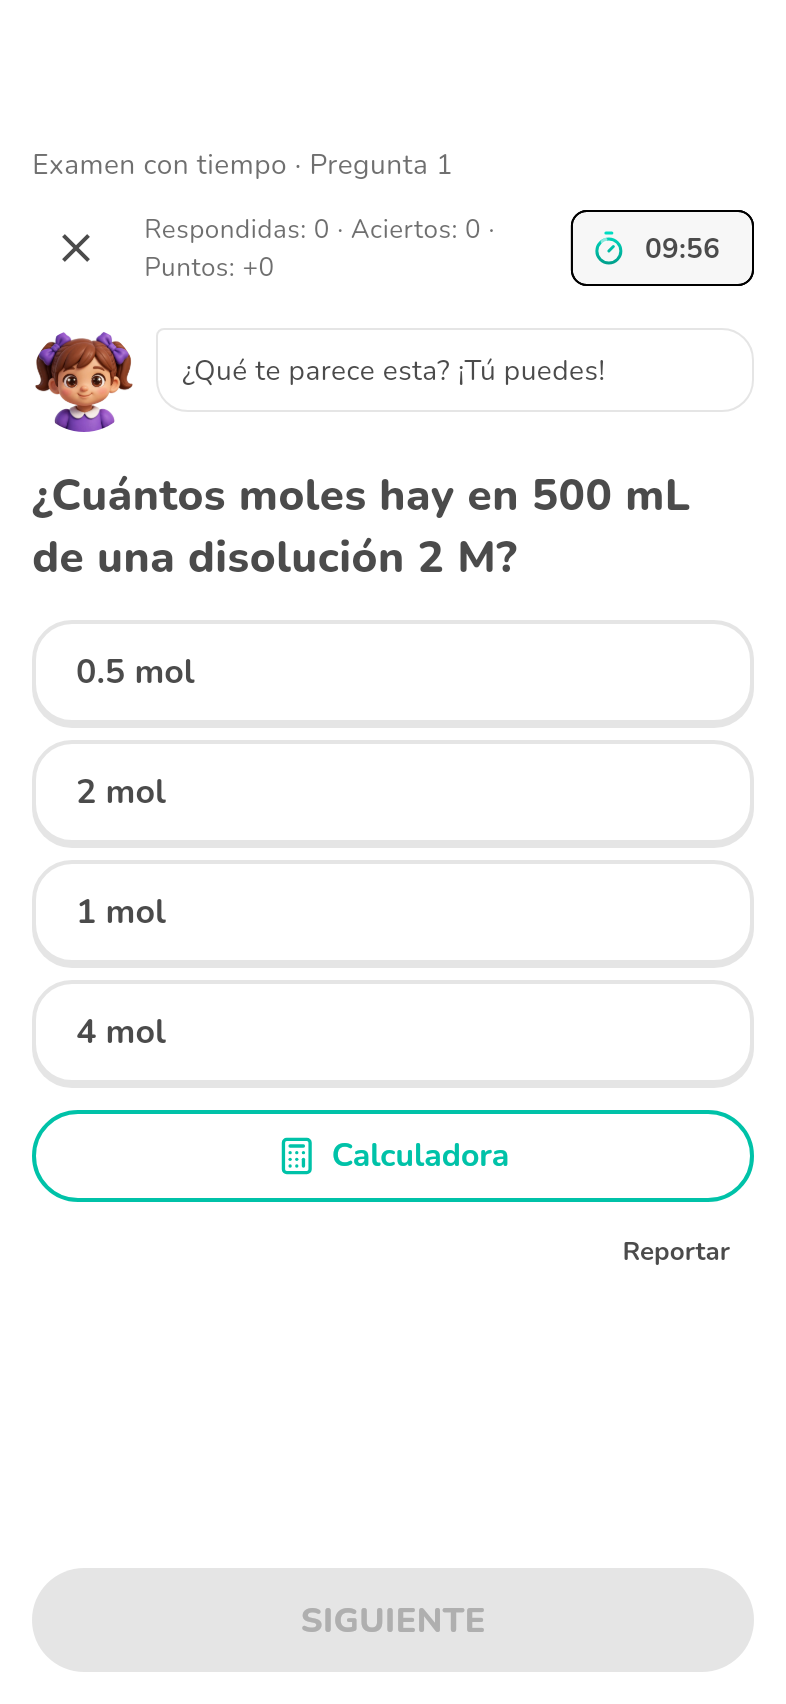 Examen con tiempo · Pregunta 1
Respondidas: 0 · Aciertos: 0 ·
Puntos: +0
09:56
¿Qué te parece esta? ¡Tú puedes!
¿Cuántos moles hay en 500 mL
de una disolución 2 M?
0.5 mol
2 mol
1 mol
4 mol
Calculadora
Reportar
SIGUIENTE